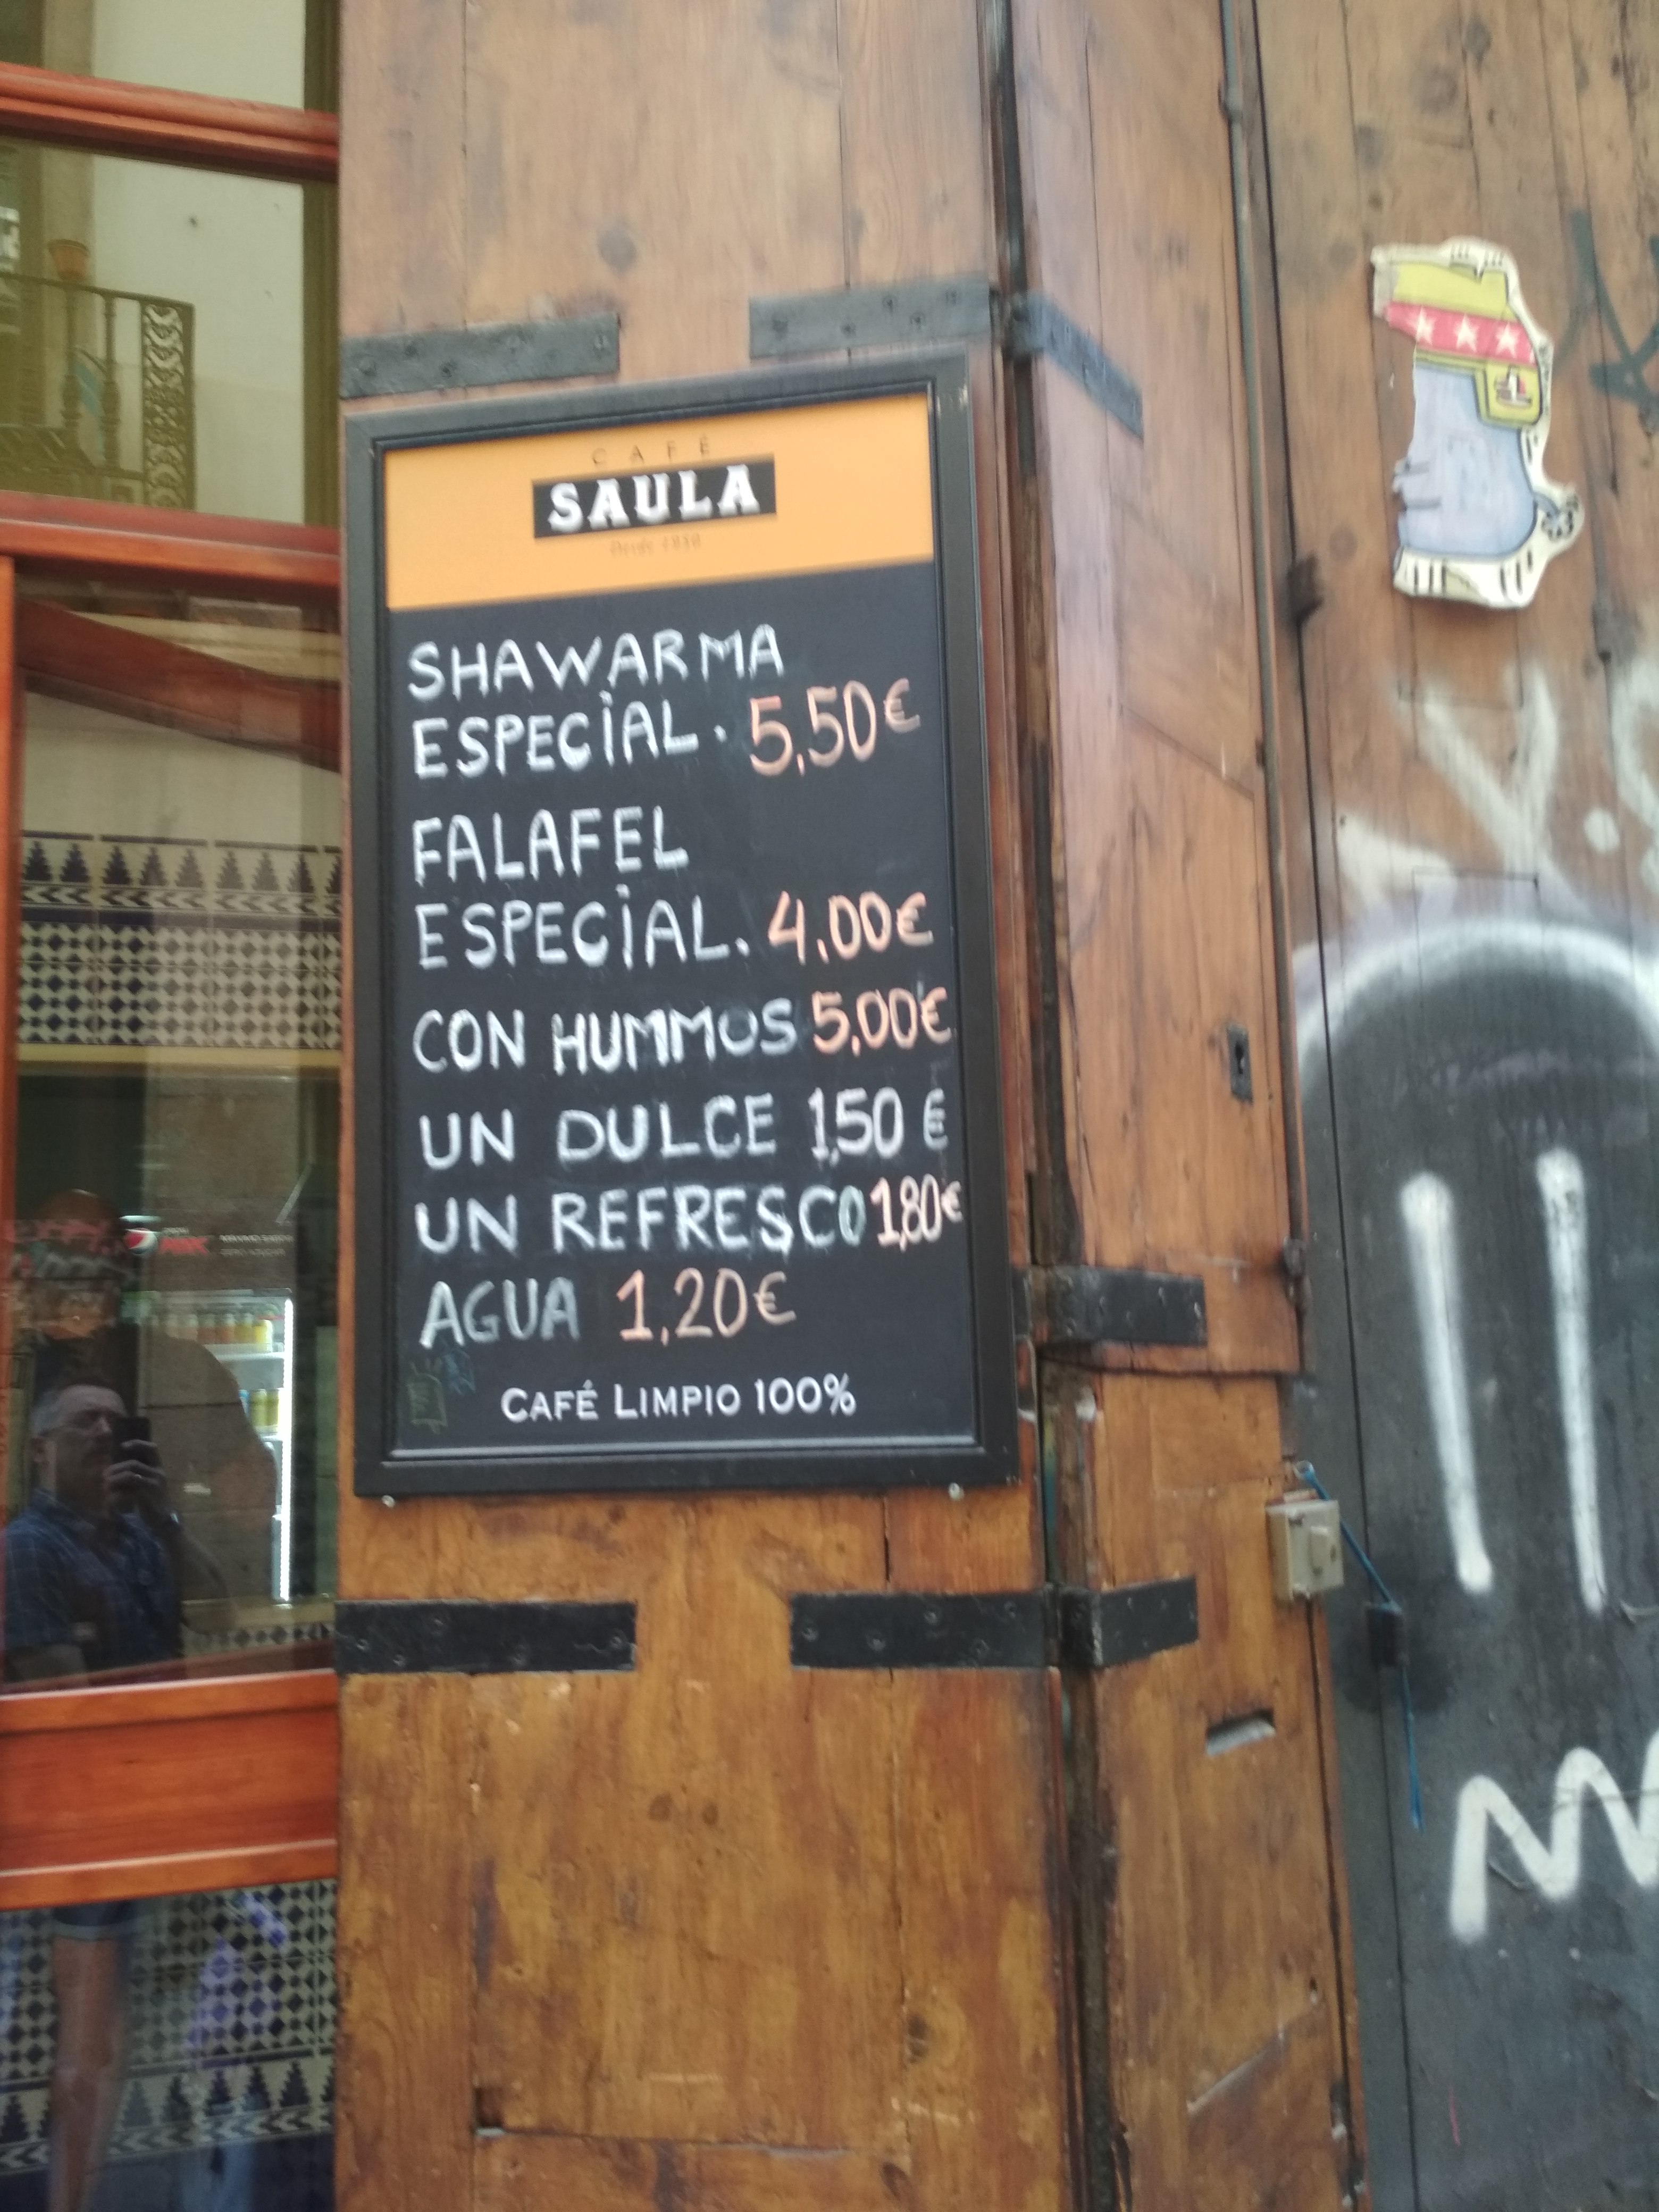 CAFÉ
SAULA
SHAWARMA
ESPECIAL. 5,50€
FALAFEL
ESPECIAL. 4.00€
CON HUMMUS 5,00€
UN DULCE 1,50 €
UN REFRESCO 1,80€
AGUA 1,20€
CAFÉ LIMPIO 100%